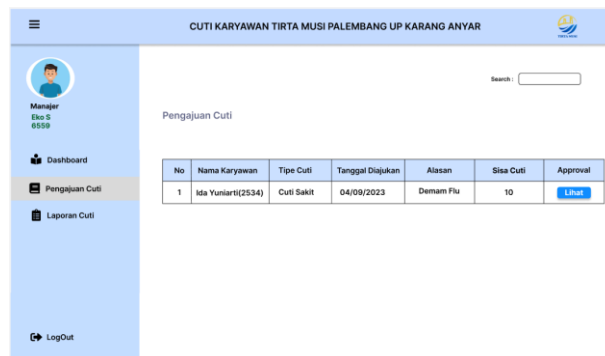 CUTI KARYAWAN TIRTA MUSI PALEMBANG UP KARANG ANYAR
TIRTA MUSI
Manajer
Eko S
6559
Search :
Pengajuan Cuti
Dashboard
Pengajuan Cuti
Laporan Cuti
LogOut
No Nama Karyawan Tipe Cuti Tanggal Diajukan Alasan Sisa Cuti Approval
1 Ida Yuniarti(2534) Cuti Sakit 04/09/2023 Demam Flu 10 Lihat